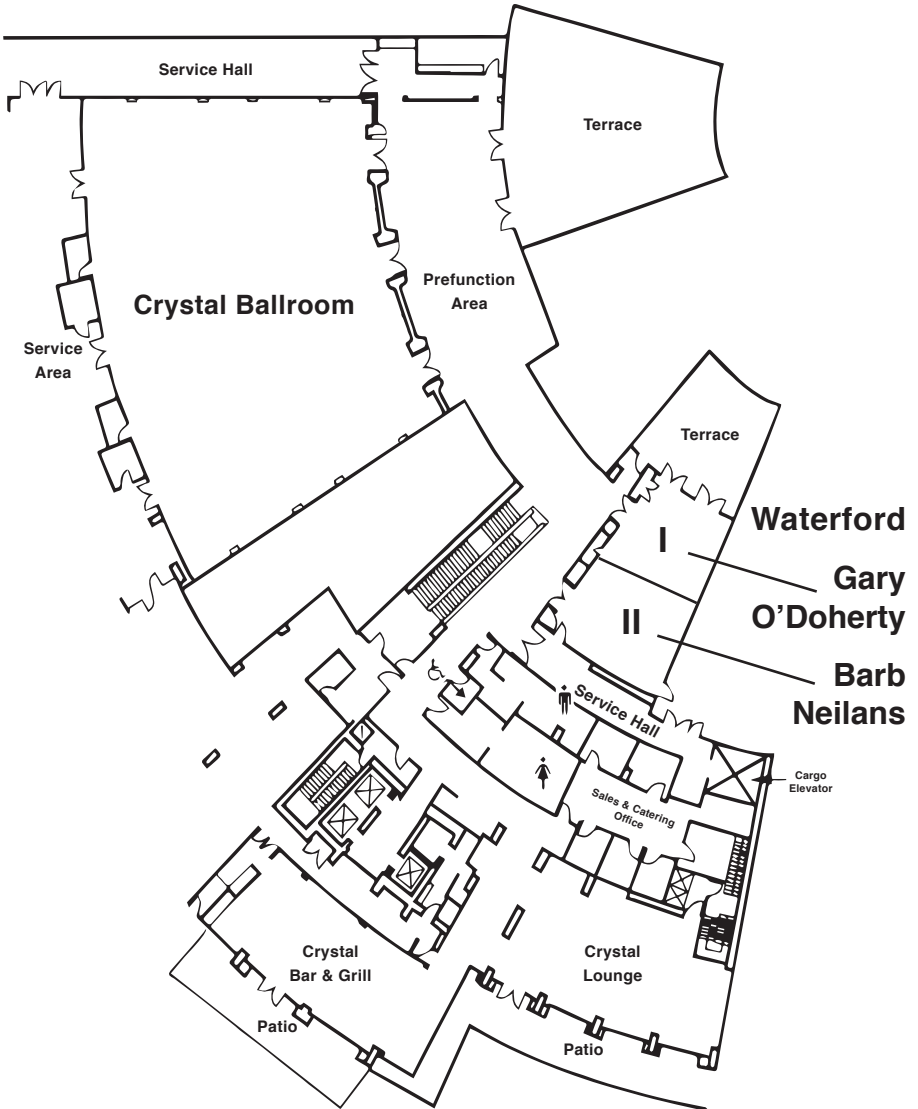 Service Hall
Terrace
Crystal Ballroom
Prefunction
Area
Service
Area
Terrace
Waterford
I
Gary
O'Doherty
II
Barb
Neilans
Service Hall
Cargo
Elevator
Sales & Catering
Office
Crystal
Bar & Grill
Crystal
Lounge
Patio
Patio